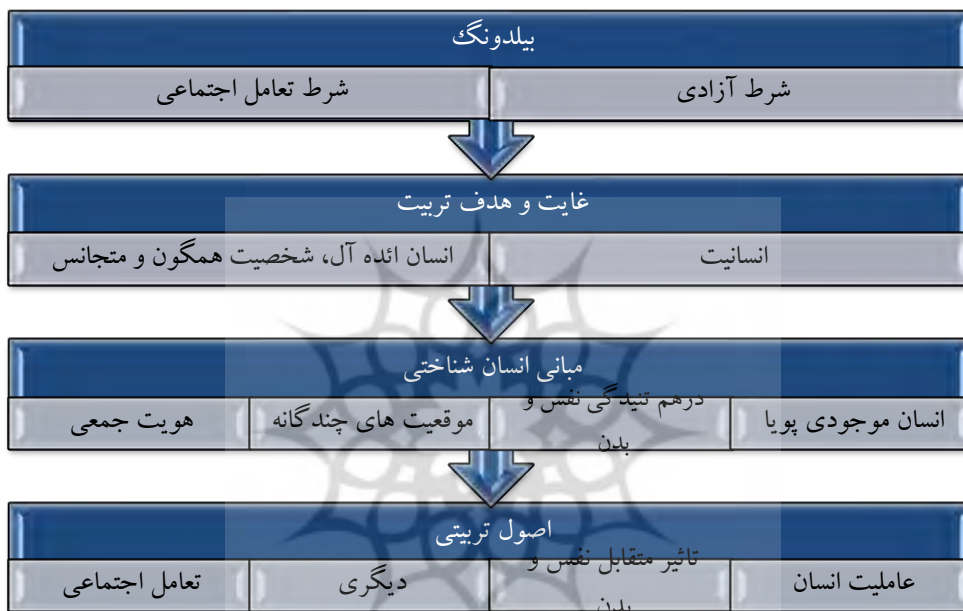 بیلدونگ
شرط آزادی
شرط تعامل اجتماعی
غایت و هدف تربیت
انسانیت
انسان ائده آل، شخصیت همگون و متجانس
مبانی انسان شناختی
انسان موجودی پویا
درهم تنیدگی نفس و
بدن
موقعیت های چندگانه
هویت جمعی
اصول تربیتی
عاملیت انسان
تاثیر متقابل نفس و
بدن
دیگری
تعامل اجتماعی